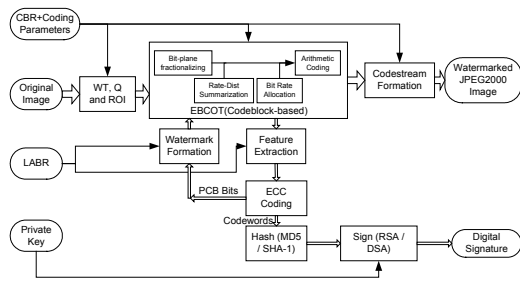 CBR+Coding
Parameters
Bit-plane
fractionalizing
Arithmetic
Coding
Rate-Dist
Summarization
Bit Rate
Allocation
EBCOT(Codeblock-based)
Original
Image
WT, Q
and ROI
Codestream
Formation
Watermarked
JPEG2000
Image
Watermark
Formation
Feature
Extraction
LABR
PCB Bits
ECC
Coding
Codewords
Private
Key
Hash (MD5
/ SHA-1)
Sign (RSA /
DSA)
Digital
Signature